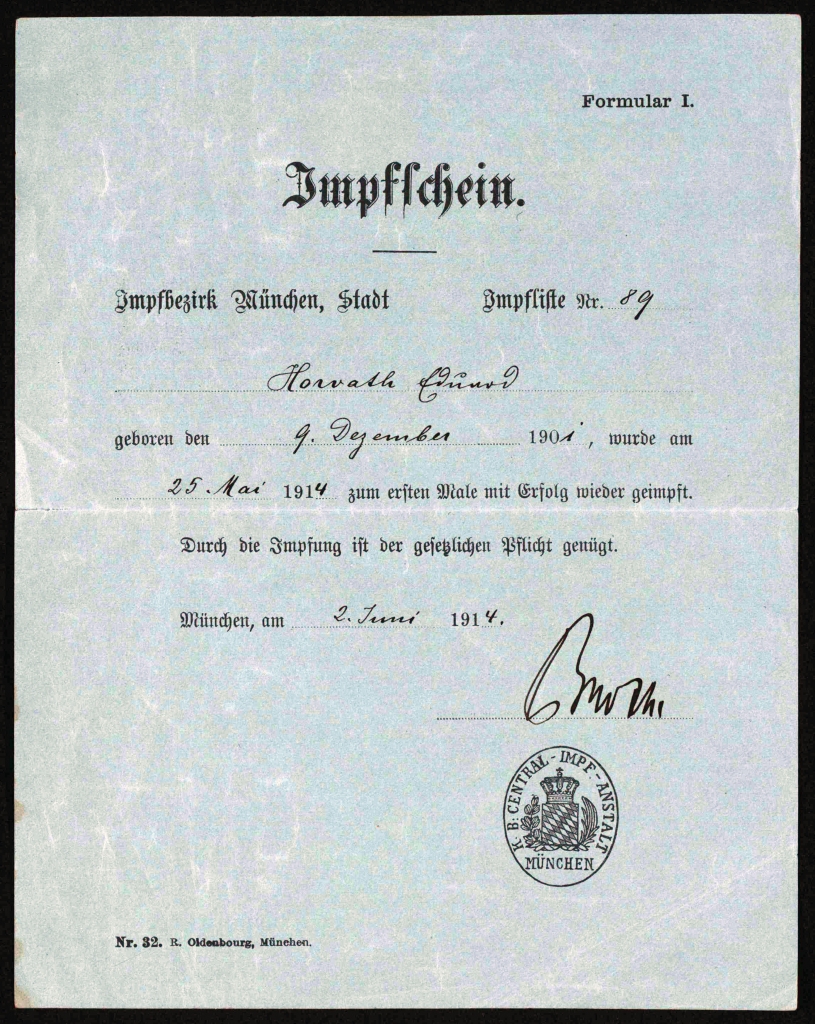 Formular I.
Impfschein.
Impfbezirk München, Stadt Impfliste Nr. 89
Horvath Eduard
geboren den 9. Dezember 1901, wurde am
25. Mai 1914 zum ersten Male mit Erfolg wieder geimpft.
Durch die Impfung ist der gesetzlichen Pflicht genügt.
München, am 2. Juni 1914.
K. B. CENTRAL-IMPF-ANSTALT
MÜNCHEN
Nr. 32. R. Oldenbourg, München.